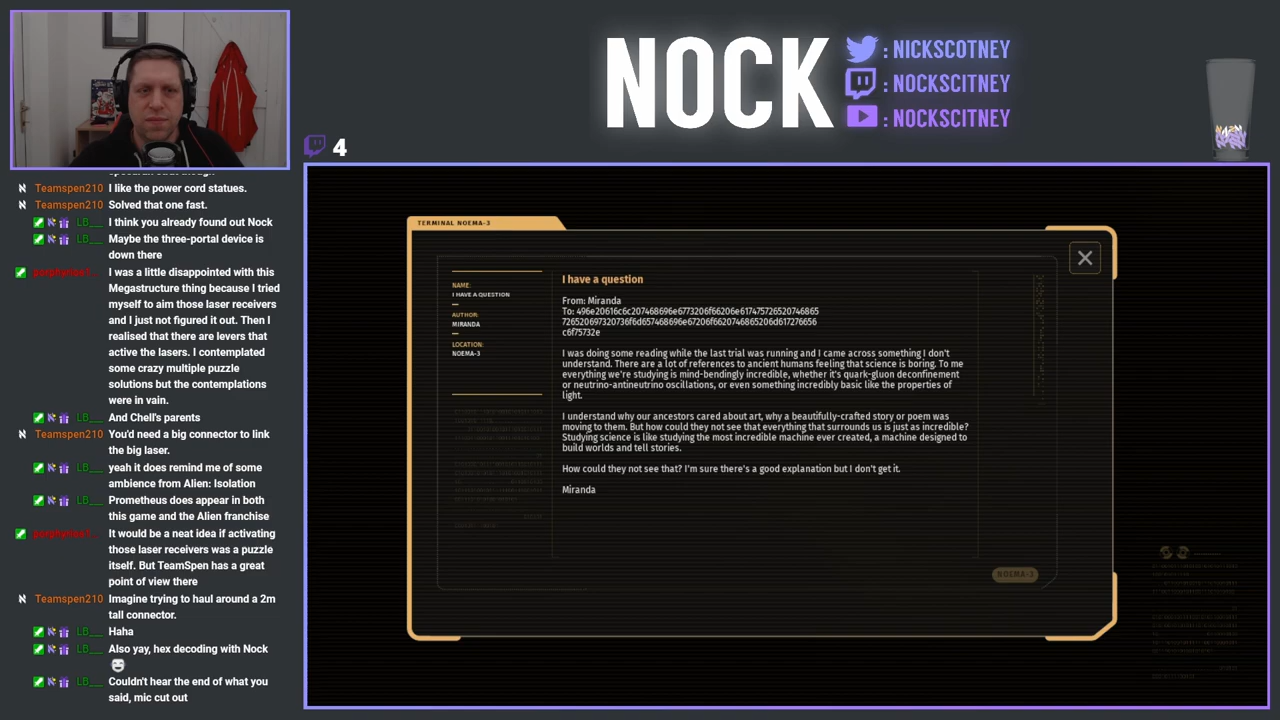 NOCK
: NICKSCOTNEY
: NOCKSCITNEY
: NOCKSCITNEY
4
Teamspen210 I like the power cord statues.
Teamspen210 Solved that one fast.
LB__ I think you already found out Nock
LB__ Maybe the three-portal device is
down there
I was a little disappointed with this
Megastructure thing because I tried
myself to aim those laser receivers
and I just not figured it out. Then I
realised that there are levers that
active the lasers. I contemplated
some crazy multiple puzzle
solutions but the contemplations
were in vain.
LB__ And Chell's parents
Teamspen210 You'd need a big connector to link
the big laser.
LB__ yeah it does remind me of some
ambience from Alien: Isolation
LB__ Prometheus does appear in both
this game and the Alien franchise
It would be a neat idea if activating
those laser receivers was a puzzle
itself. But TeamSpen has a great
point of view there
Teamspen210 Imagine trying to haul around a 2m
tall connector.
LB__ Haha
LB__ Also yay, hex decoding with Nock
LB__ Couldn't hear the end of what you
said, mic cut out
TERMINAL NOEMA-3
NAME:
I HAVE A QUESTION
AUTHOR:
MIRANDA
LOCATION:
NOEMA-3
I have a question
From: Miranda
To: 496e20616c6c207468696e6773206f66206e617475726520746865
726520697320736f6d657468696e67206f6620746865206d617276656
c6f75732e
I was doing some reading while the last trial was running and I came across something I don't
understand. There are a lot of references to ancient humans feeling that science is boring. To me
everything we're studying is mind-bendingly incredible, whether it's quark-gluon deconfinement
or neutrino-antineutrino oscillations, or even something incredibly basic like the properties of
light.
I understand why our ancestors cared about art, why a beautifully-crafted story or poem was
moving to them. But how could they not see that everything that surrounds us is just as incredible?
Studying science is like studying the most incredible machine ever created, a machine designed to
build worlds and tell stories.
How could they not see that? I'm sure there's a good explanation but I don't get it.
Miranda
NOEMA-3